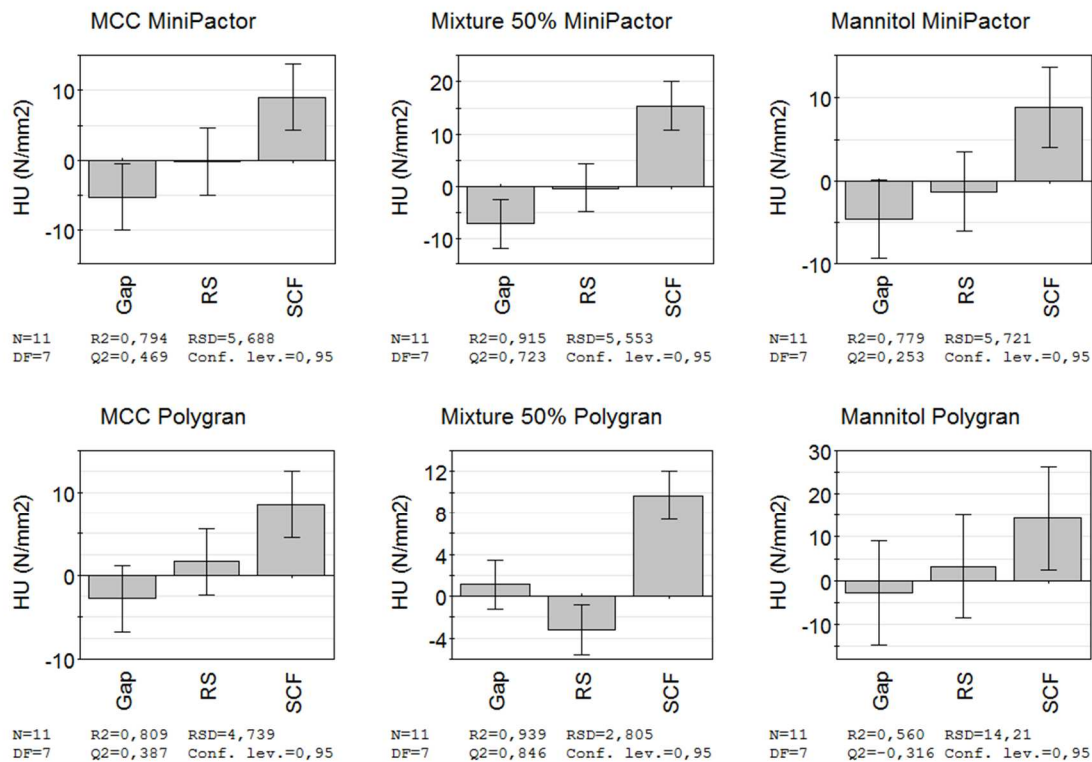 MCC MiniPactor
Mixture 50% MiniPactor
Mannitol MiniPactor
HU (N/mm2)
10
0
-10
Gap
RS
SCF
HU (N/mm2)
20
10
0
-10
Gap
RS
SCF
HU (N/mm2)
10
0
-10
Gap
RS
SCF
N=11 R2=0,794 RSD=5,688
DF=7 Q2=0,469 Conf. lev.=0,95
N=11 R2=0,915 RSD=5,553
DF=7 Q2=0,723 Conf. lev.=0,95
N=11 R2=0,779 RSD=5,721
DF=7 Q2=0,253 Conf. lev.=0,95
MCC Polygran
Mixture 50% Polygran
Mannitol Polygran
HU (N/mm2)
10
0
-10
Gap
RS
SCF
HU (N/mm2)
12
8
4
0
-4
Gap
RS
SCF
HU (N/mm2)
30
20
10
0
-10
Gap
RS
SCF
N=11 R2=0,809 RSD=4,739
DF=7 Q2=0,387 Conf. lev.=0,95
N=11 R2=0,939 RSD=2,805
DF=7 Q2=0,846 Conf. lev.=0,95
N=11 R2=0,560 RSD=14,21
DF=7 Q2=-0,316 Conf. lev.=0,95